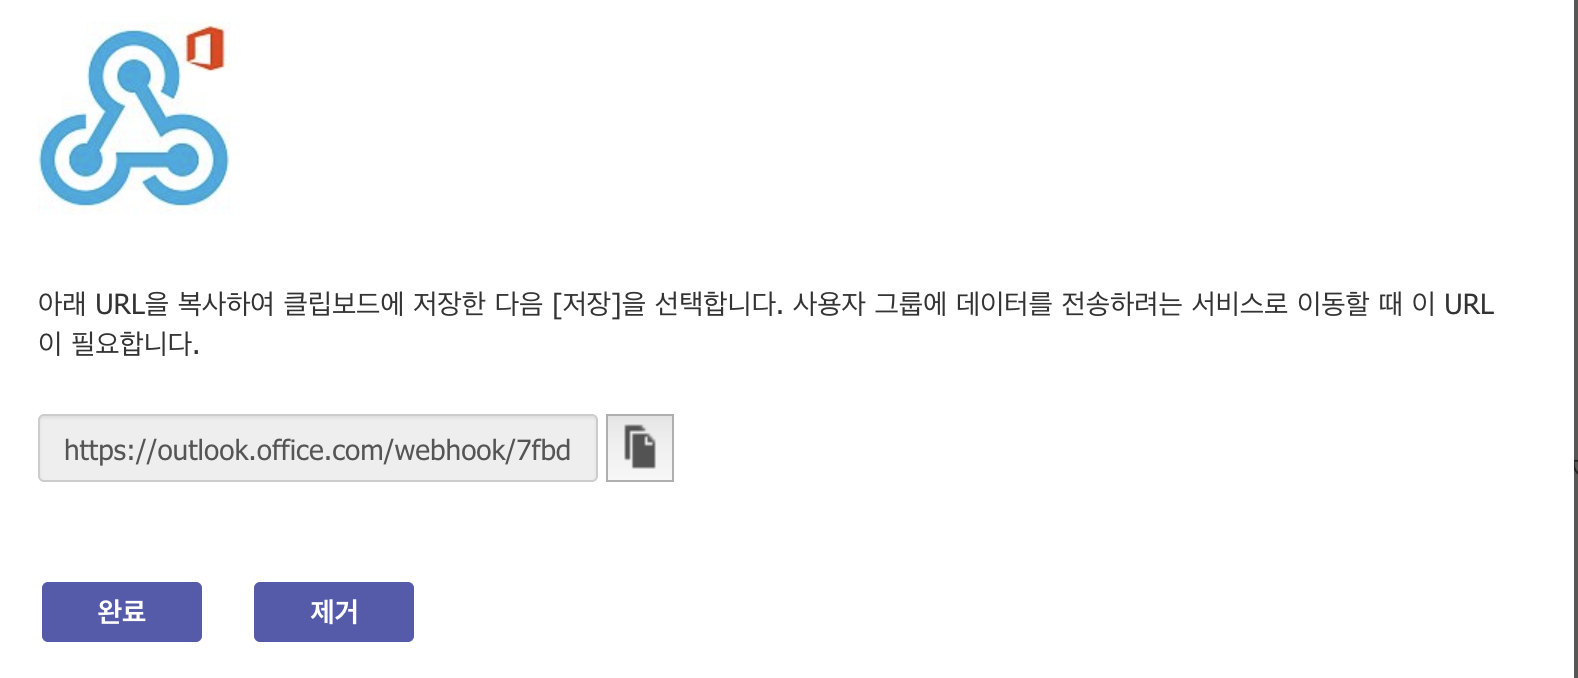 아래 URL을 복사하여 클립보드에 저장한 다음 [저장]을 선택합니다. 사용자 그룹에 데이터를 전송하려는 서비스로 이동할 때 이 URL
이 필요합니다.
https://outlook.office.com/webhook/7fbd
완료 제거